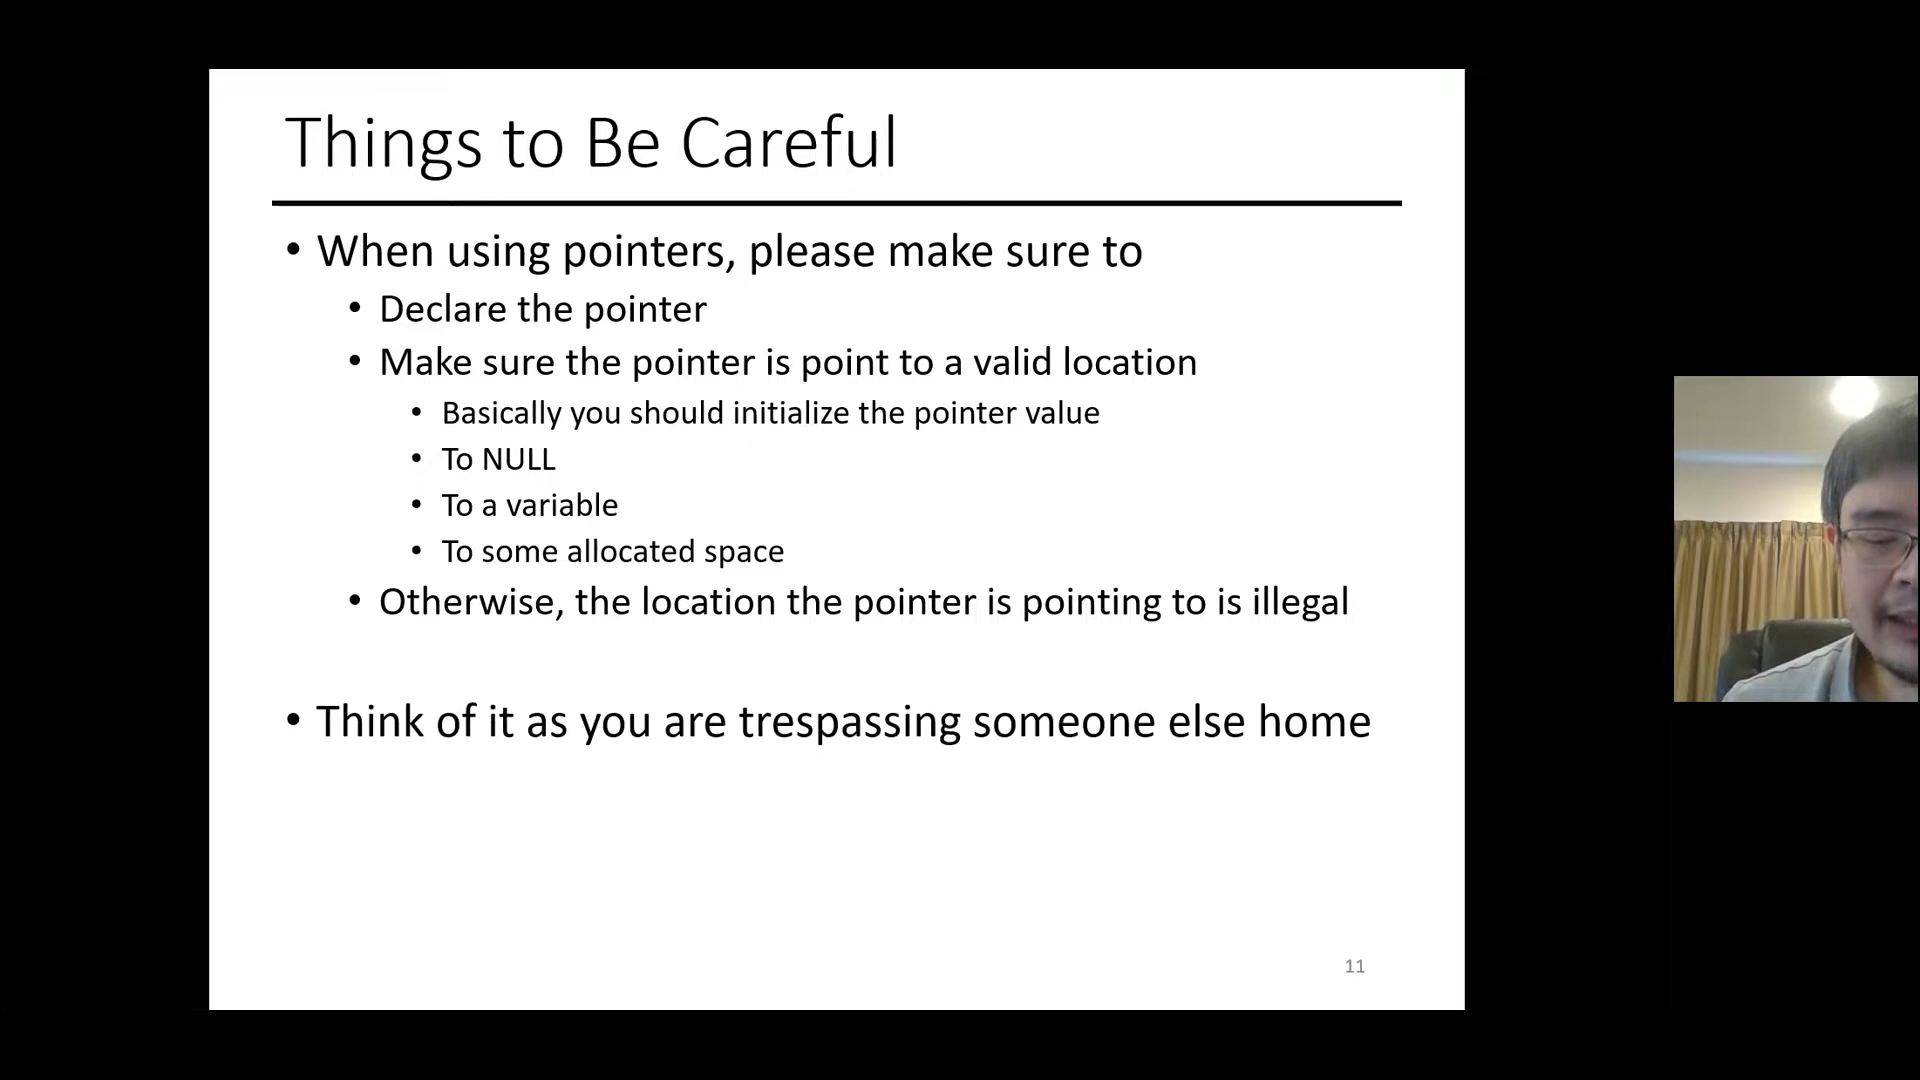 Things to Be Careful
• When using pointers, please make sure to
• Declare the pointer
• Make sure the pointer is point to a valid location
• Basically you should initialize the pointer value
• To NULL
• To a variable
• To some allocated space
• Otherwise, the location the pointer is pointing to is illegal
• Think of it as you are trespassing someone else home
11